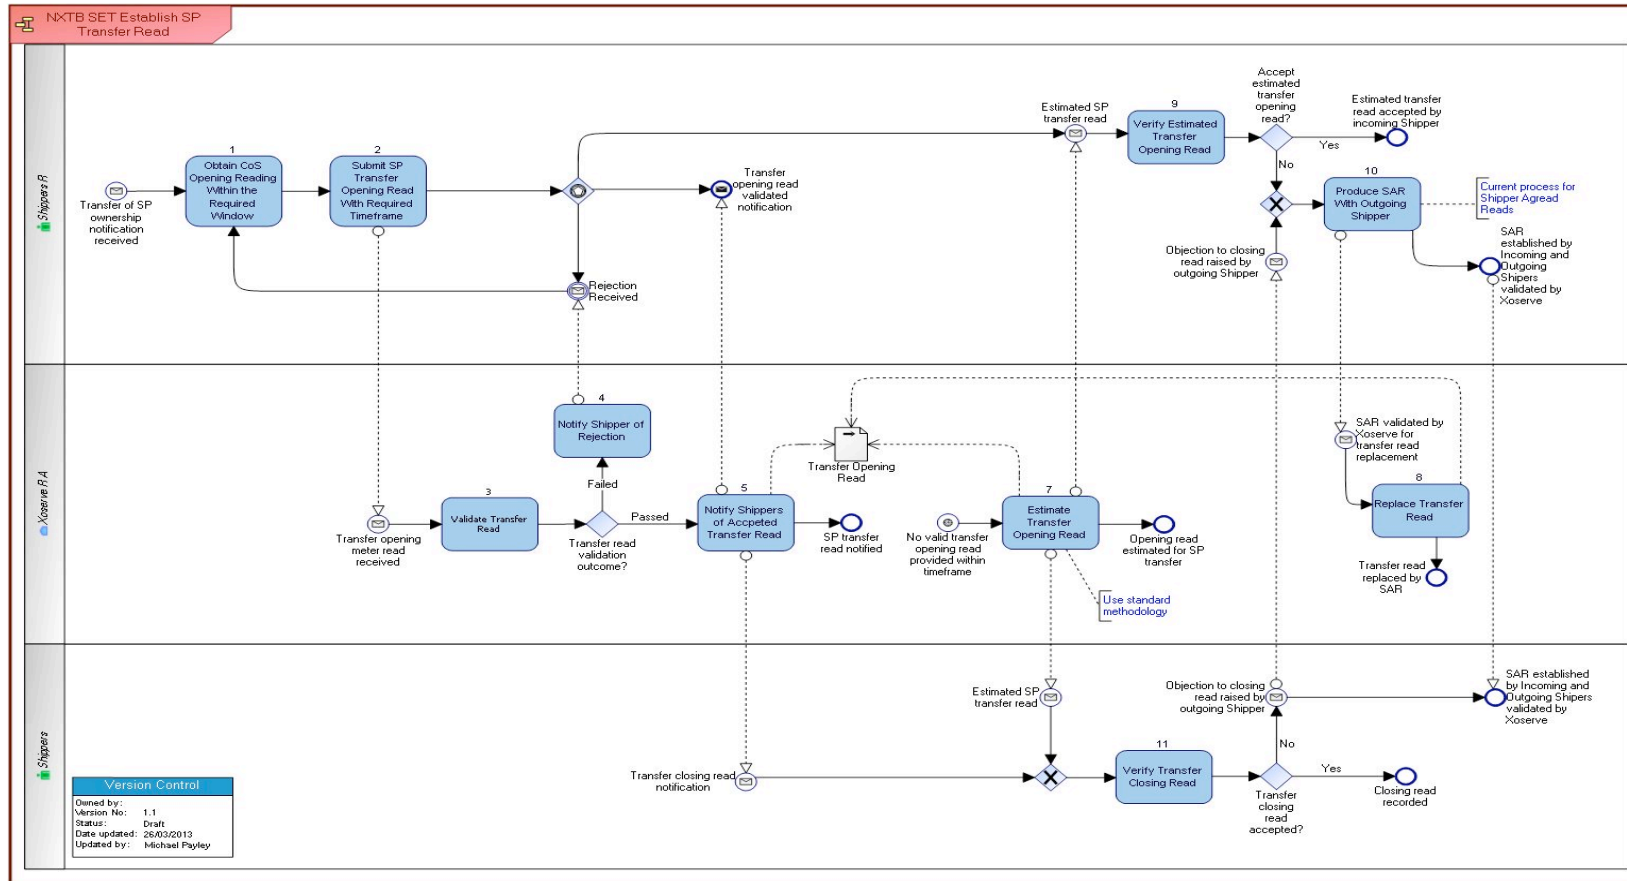 NXTB SET Establish SP
Transfer Read
Shippers R
Transfer of SP
ownership
notification
received
1
Obtain CoS
Opening Reading
Within the
Required
Window
2
Submit SP
Transfer
Opening Read
With Required
Timeframe
Rejection
Received
Transfer
opening read
validated
notification
Estimated SP
transfer read
9
Verify Estimated
Transfer
Opening Read
Accept
estimated
transfer
opening
read?
Yes
No
Estimated transfer
read accepted by
incoming Shipper
10
Produce SAR
With Outgoing
Shipper
Current process for
Shipper Agread
Reads
Objection to closing
read raised by
outgoing Shipper
SAR
established by
Incoming and
Outgoing
Shipers
validated by
Xoserve
Xoserve R A
Transfer opening
meter read
received
3
Validate Transfer
Read
4
Notify Shipper of
Rejection
Failed
Passed
Transfer read
validation
outcome?
5
Notify Shippers
of Accpeted
Transfer Read
SP transfer
read notified
Transfer Opening
Read
No valid transfer
opening read
provided within
timeframe
7
Estimate
Transfer
Opening Read
Opening read
estimated for SP
transfer
Use standard
methodology
SAR validated by
Xoserve for
transfer read
replacement
8
Replace Transfer
Read
Transfer read
replaced by
SAR
Shippers
Transfer closing read
notification
Estimated SP
transfer read
11
Verify Transfer
Closing Read
Objection to closing
read raised by
outgoing Shipper
No
Yes
Transfer
closing
read
accepted?
Closing read
recorded
SAR established
by Incoming and
Outgoing Shipers
validated by
Xoserve
Version Control
Owned by:
Version No: 1.1
Status: Draft
Date updated: 26/03/2013
Updated by: Michael Payley